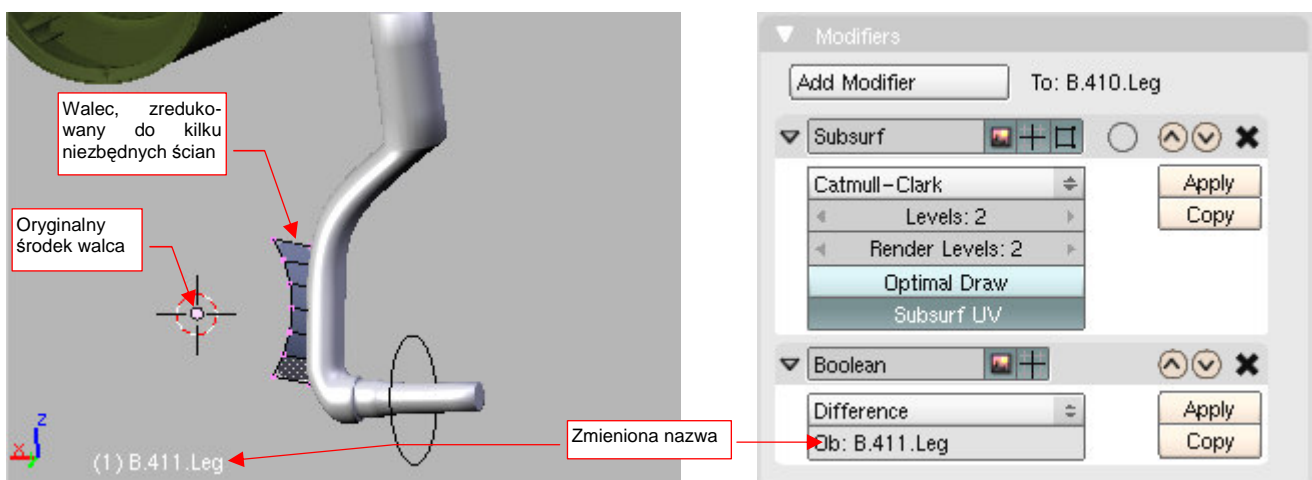 Walec, zreduko-
wany do kilku
niezbędnych ścian
Oryginalny
środek walca
z
x
y
(1) B.411.Leg
Zmieniona nazwa
Modifiers
Add Modifier To: B.410.Leg
Subsurf
Catmull-Clark Apply
Levels: 2 Copy
Render Levels: 2
Optimal Draw
Subsurf UV
Boolean
Difference Apply
Ob: B.411.Leg Copy